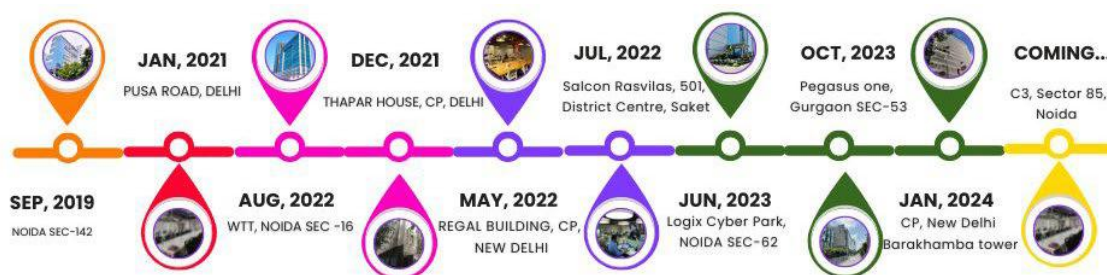 SEP, 2019
NOIDA SEC-142
JAN, 2021
PUSA ROAD, DELHI
AUG, 2022
WTT, NOIDA SEC -16
DEC, 2021
THAPAR HOUSE, CP, DELHI
MAY, 2022
REGAL BUILDING, CP,
NEW DELHI
JUL, 2022
Salcon Rasvilas, 501,
District Centre, Saket
JUN, 2023
Logix Cyber Park,
NOIDA SEC-62
OCT, 2023
Pegasus one,
Gurgaon SEC-53
JAN, 2024
CP, New Delhi
Barakhamba tower
COMING...
C3, Sector 85,
Noida